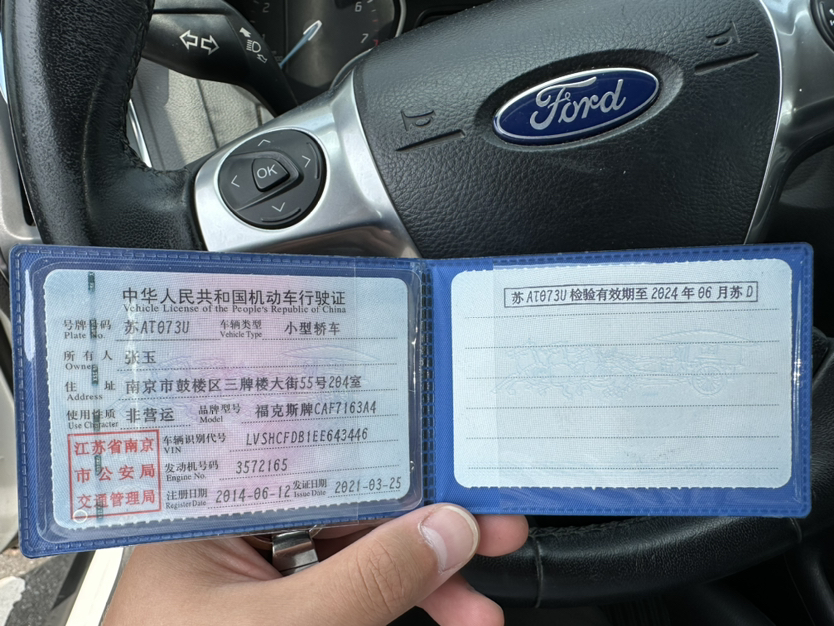 2
6
7
OK
Ford
中华人民共和国机动车行驶证
Vehicle License of the People's Republic of China
号牌号码 苏AT073U 车辆类型 小型轿车
Plate No. Vehicle Type
所有人 张玉
Owner
住址 南京市鼓楼区三牌楼大街55号204室
Address
使用性质 非营运 品牌型号 福克斯牌CAF7163A4
Use Character Model
江苏省南京
市公安局
交通管理局
车辆识别代号 LVSHCFDB1EE643446
VIN
发动机号码 3572165
Engine No.
注册日期 2014-06-12 发证日期 2021-03-25
Register Date Issue Date
苏AT073U检验有效期至2024年06月苏D